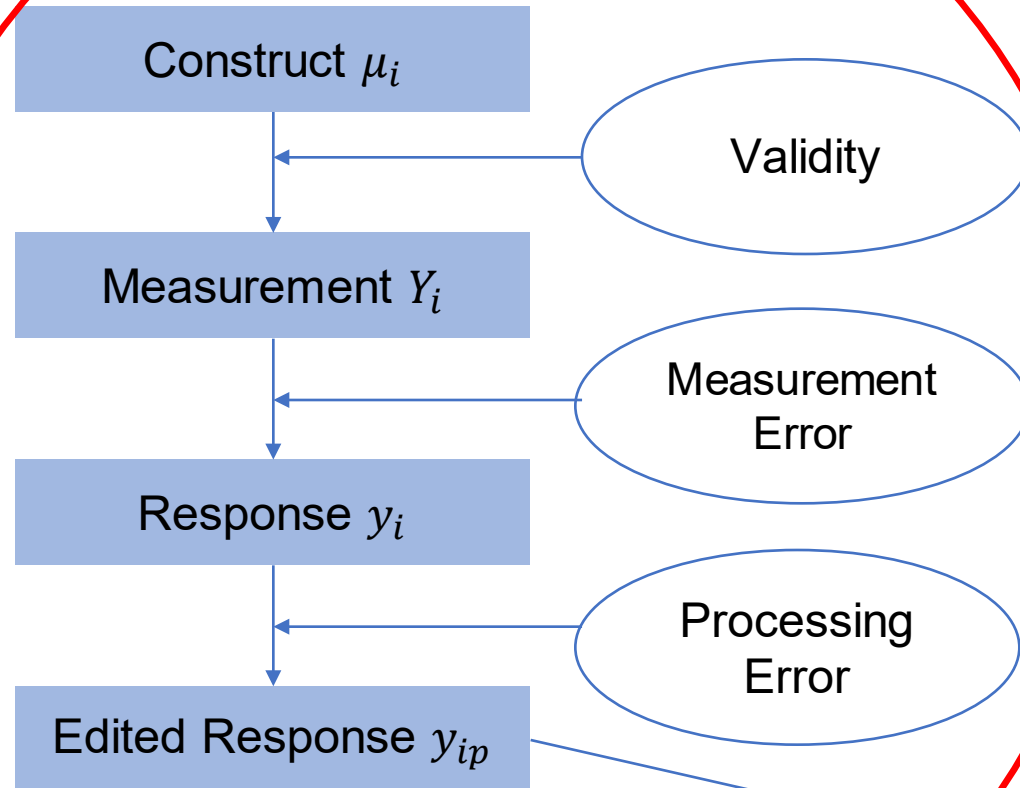 Construct μᵢ
Validity
Measurement Yᵢ
Measurement
Error
Response yᵢ
Processing
Error
Edited Response yᵢₚ